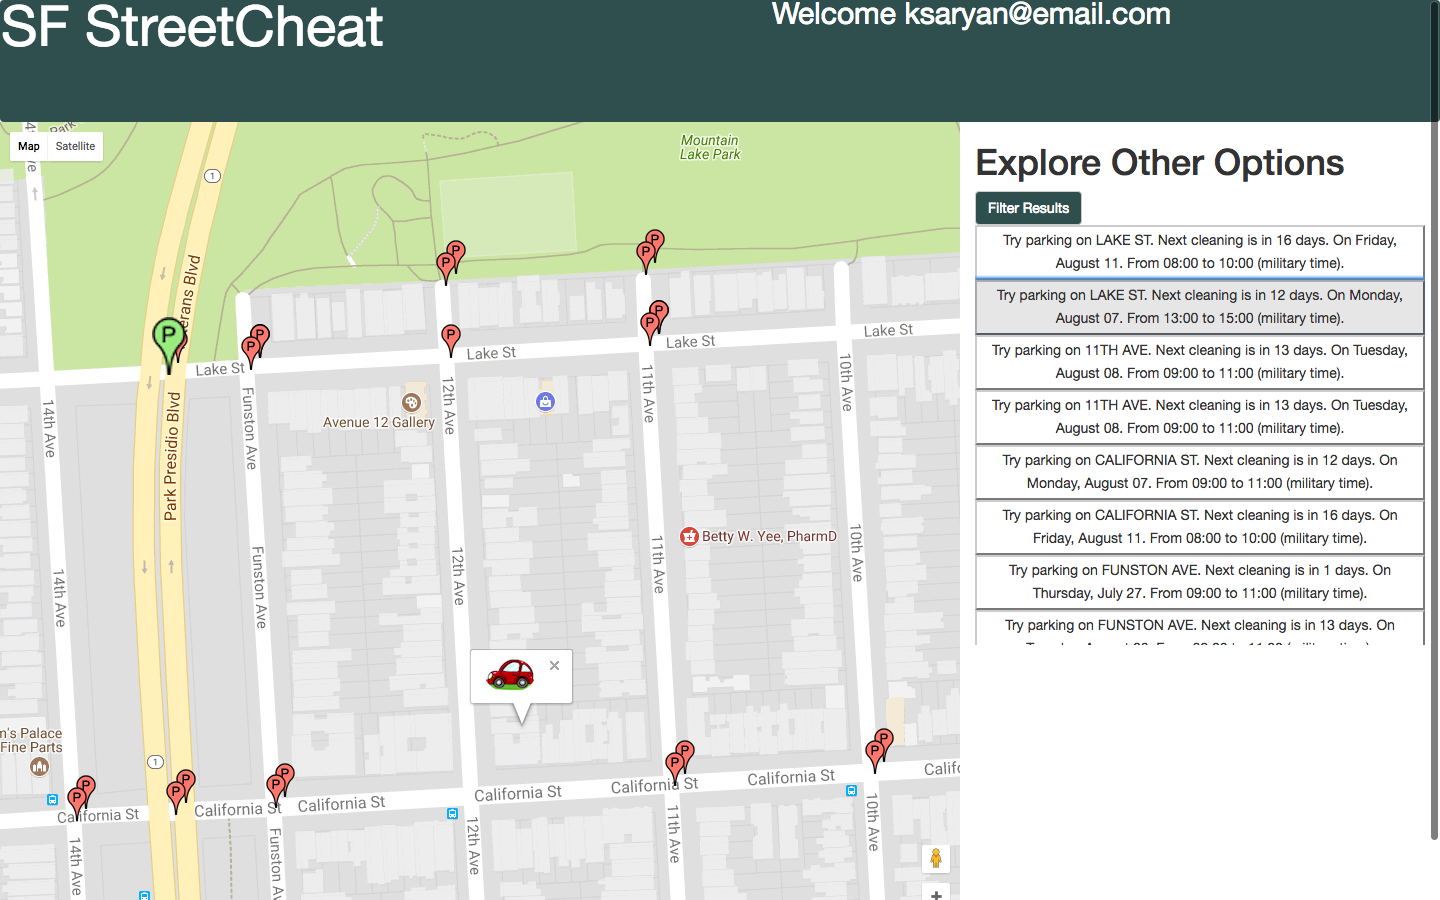 SF StreetCheat
Welcome ksaryan@email.com
Map
Satellite
Mountain
Lake Park
1
Park Presidio Blvd
Lake St
Lake St
Lake St
Lake St
14th Ave
Funston Ave
12th Ave
11th Ave
10th Ave
Avenue 12 Gallery
Betty W. Yee, PharmD
14th Ave
Funston Ave
12th Ave
11th Ave
10th Ave
n's Palace
Fine Parts
1
California St
California St
California St
California St
California St
California St
14th Ave
12th Ave
11th Ave
10th Ave
Explore Other Options
Filter Results
Try parking on LAKE ST. Next cleaning is in 16 days. On Friday,
August 11. From 08:00 to 10:00 (military time).
Try parking on LAKE ST. Next cleaning is in 12 days. On Monday,
August 07. From 13:00 to 15:00 (military time).
Try parking on 11TH AVE. Next cleaning is in 13 days. On Tuesday,
August 08. From 09:00 to 11:00 (military time).
Try parking on 11TH AVE. Next cleaning is in 13 days. On Tuesday,
August 08. From 09:00 to 11:00 (military time).
Try parking on CALIFORNIA ST. Next cleaning is in 12 days. On
Monday, August 07. From 09:00 to 11:00 (military time).
Try parking on CALIFORNIA ST. Next cleaning is in 16 days. On
Friday, August 11. From 08:00 to 10:00 (military time).
Try parking on FUNSTON AVE. Next cleaning is in 1 days. On
Thursday, July 27. From 09:00 to 11:00 (military time).
Try parking on FUNSTON AVE. Next cleaning is in 13 days. On